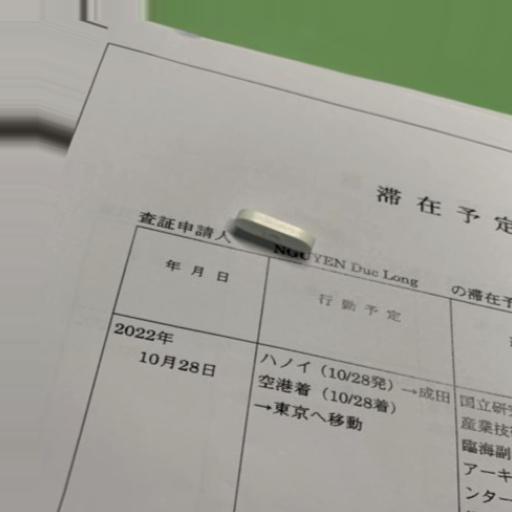 滞在予定
査証申請人 NGUYEN Duc Long の滞在予
年月日
行動予定
2022年
10月28日
ハノイ（10/28発）→成田
空港着（10/28着）
→東京へ移動
国立研究
産業技術
臨海副
アーキ
ンター